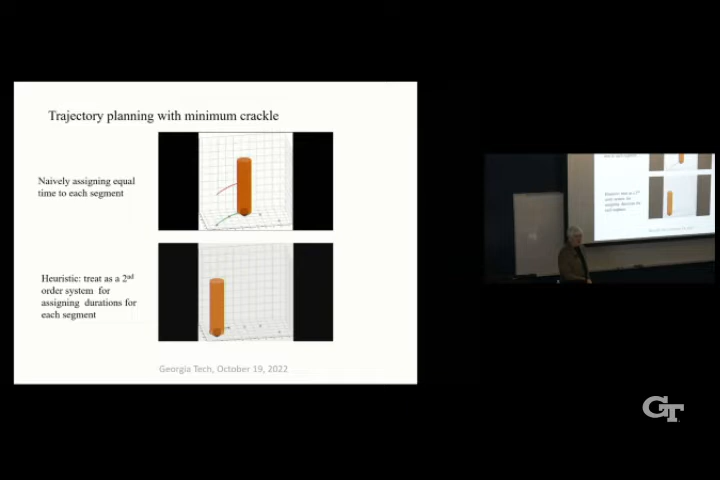 Trajectory planning with minimum crackle
Naively assigning equal
time to each segment
Heuristic: treat as a 2nd
order system for
assigning durations for
each segment
Georgia Tech, October 19, 2022
GT